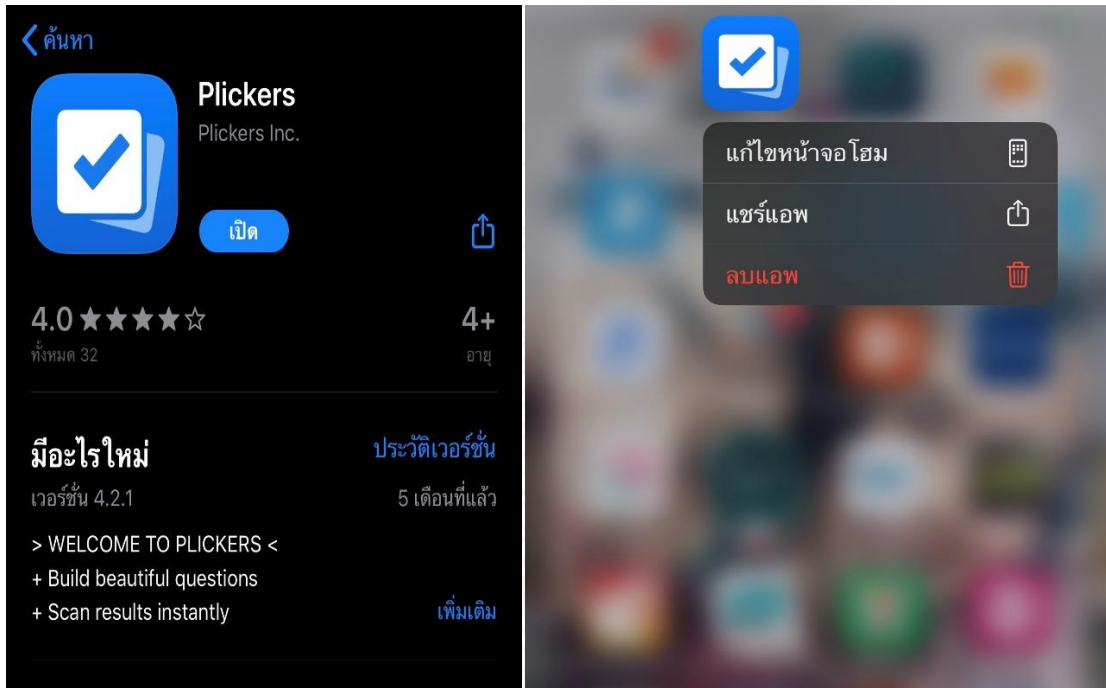 ค้นหา
Plickers
Plickers Inc.
เปิด
4.0
4+
ทั้งหมด 32
อายุ
มีอะไรใหม่
ประวัติเวอร์ชั่น
เวอร์ชั่น 4.2.1
5 เดือนที่แล้ว
> WELCOME TO PLICKERS <
+ Build beautiful questions
+ Scan results instantly
เพิ่มเติม
แก้ไขหน้าจอโฮม
แชร์แอพ
ลบแอพ